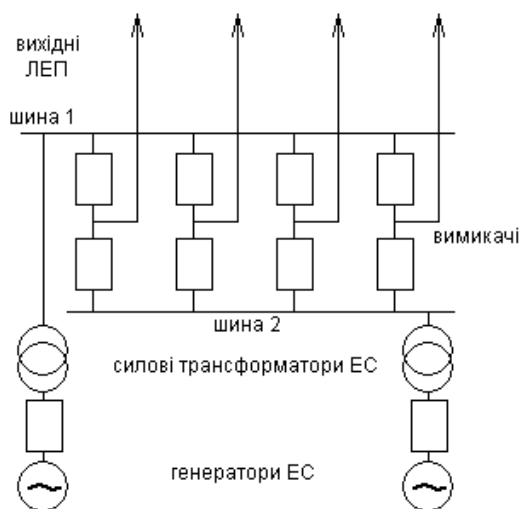 вихідні
ЛЕП
шина 1
вимикачі
шина 2
силові трансформатори ЕС
генератори ЕС